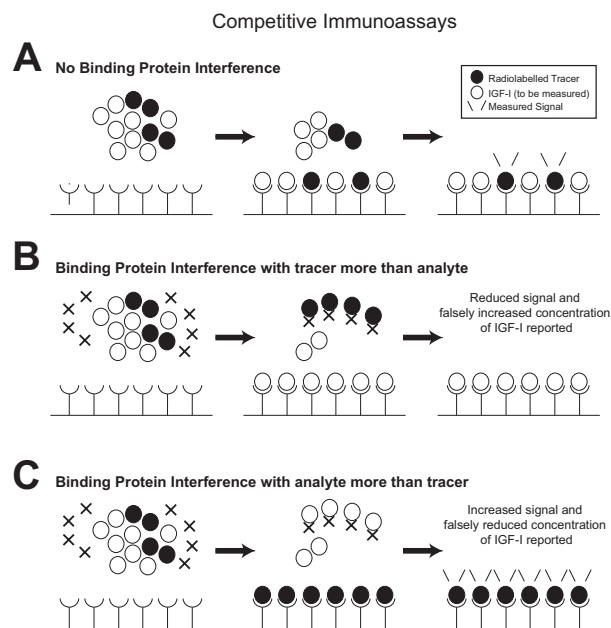 Competitive Immunoassays
A No Binding Protein Interference
Radiolabelled Tracer
IGF-I (to be measured)
Measured Signal
B Binding Protein Interference with tracer more than analyte
Reduced signal and
falsely increased concentration
of IGF-I reported
C Binding Protein Interference with analyte more than tracer
Increased signal and
falsely reduced concentration
of IGF-I reported